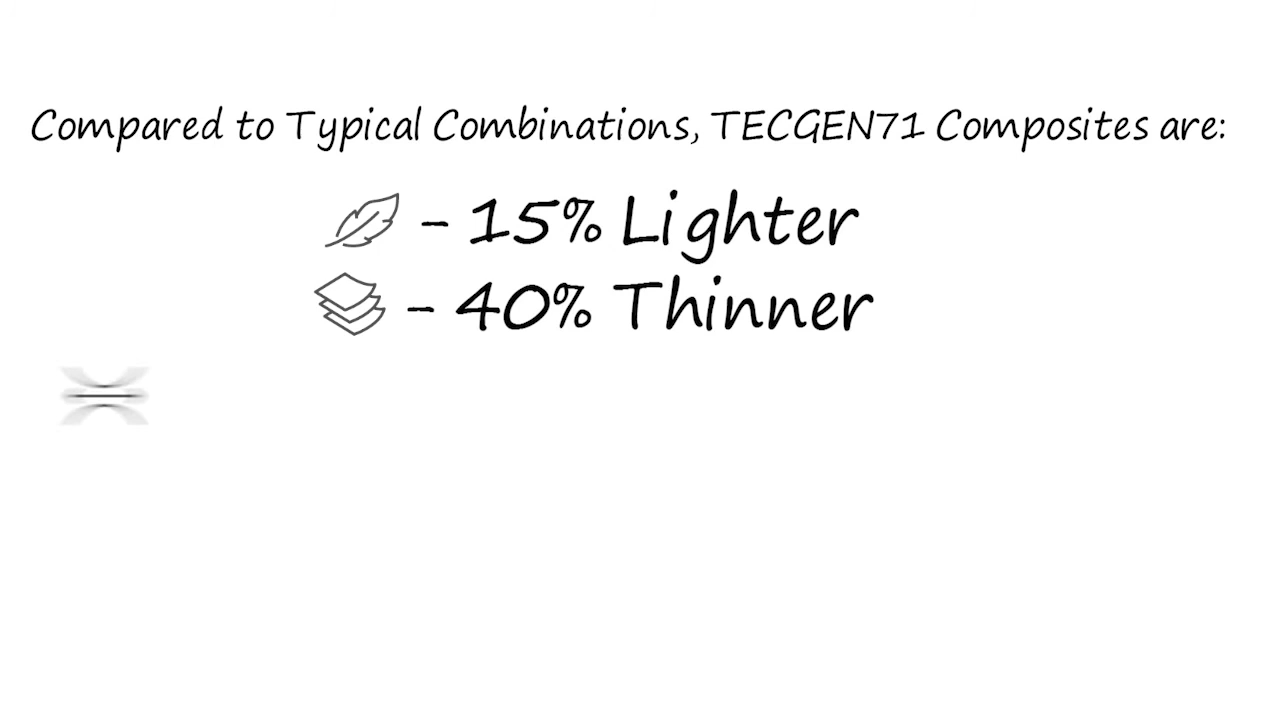 Compared to Typical Combinations, TECGEN71 Composites are:
- 15% Lighter
- 40% Thinner